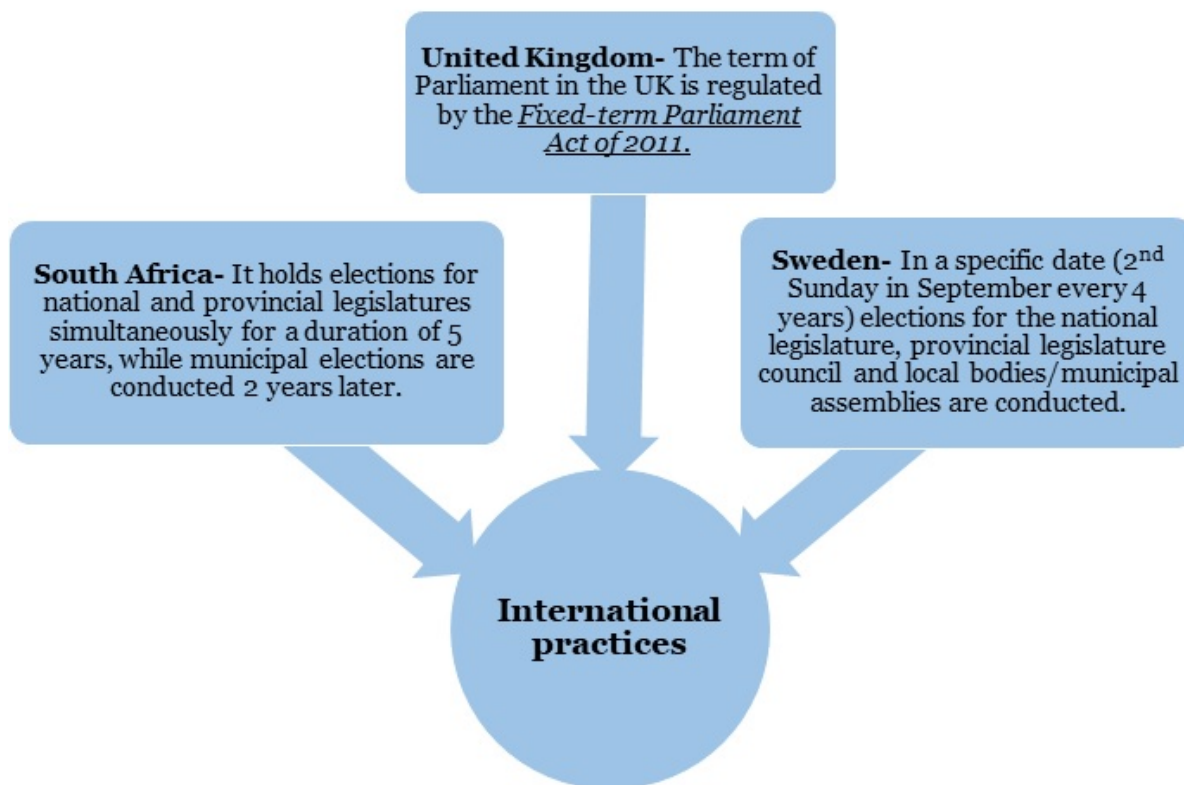 United Kingdom- The term of
Parliament in the UK is regulated
by the Fixed-term Parliament
Act of 2011.
South Africa- It holds elections for
national and provincial legislatures
simultaneously for a duration of 5
years, while municipal elections are
conducted 2 years later.
Sweden- In a specific date (2nd
Sunday in September every 4
years) elections for the national
legislature, provincial legislature
council and local bodies/municipal
assemblies are conducted.
International
practices